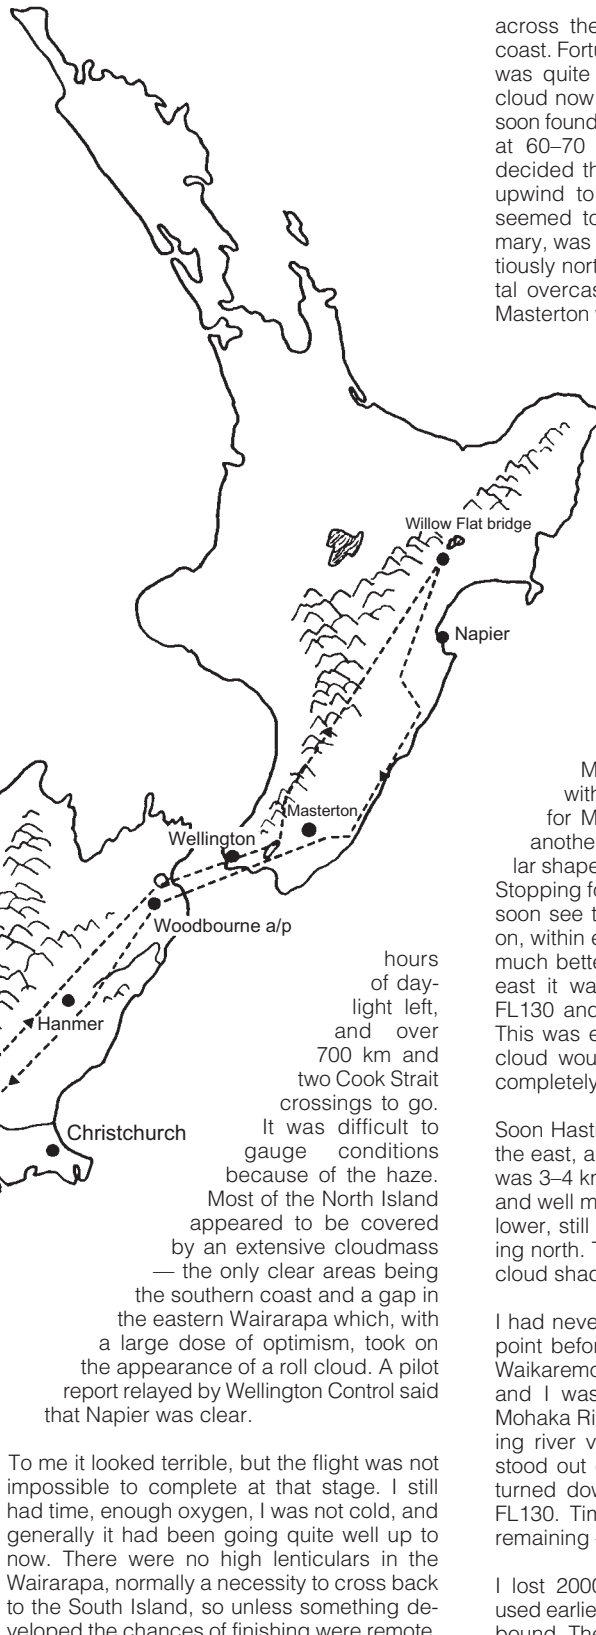 Willow Flat bridge
Napier
Masterton
Wellington
Woodbourne a/p
Hanmer
Christchurch
hours
of day-
light left,
and over
700 km and
two Cook Strait
crossings to go.
It was difficult to
gauge conditions
because of the haze.
Most of the North Island
appeared to be covered
by an extensive cloudmass
— the only clear areas being
the southern coast and a gap in
the eastern Wairarapa which, with
a large dose of optimism, took on
the appearance of a roll cloud. A pilot
report relayed by Wellington Control said
that Napier was clear.
To me it looked terrible, but the flight was not
impossible to complete at that stage. I still
had time, enough oxygen, I was not cold, and
generally it had been going quite well up to
now. There were no high lenticulars in the
Wairarapa, normally a necessity to cross back
to the South Island, so unless something de-
veloped the chances of finishing were remote.
across the
coast. Fortu
was quite
cloud now
soon found
at 60–70
decided th
upwind to
seemed to
mary, was
tiously nort
tal overcas
Masterton
M
with
for M
another
lar shape
Stopping fo
soon see t
on, within e
much bette
east it wa
FL130 and
This was e
cloud wou
completely
Soon Hasti
the east, a
was 3–4 km
and well m
lower, still
ing north. T
cloud shad
I had neve
point befor
Waikaremo
and I was
Mohaka Ri
ing river v
stood out
turned dow
FL130. Tim
remaining
I lost 2000
used earlie
bound. The